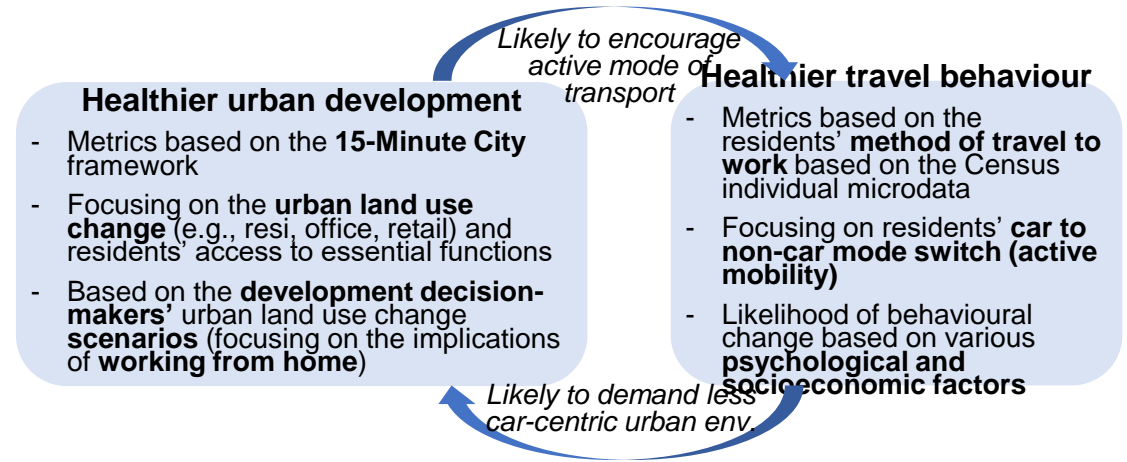 Likely to encourage
active mode of
transport
Healthier urban development
- Metrics based on the 15-Minute City
framework
- Focusing on the urban land use
change (e.g., resi, office, retail) and
residents' access to essential functions
- Based on the development decision-
makers' urban land use change
scenarios (focusing on the implications
of working from home)
Healthier travel behaviour
- Metrics based on the
residents' method of travel to
work based on the Census
individual microdata
- Focusing on residents' car to
non-car mode switch (active
mobility)
- Likelihood of behavioural
change based on various
psychological and
socioeconomic factors
Likely to demand less
car-centric urban env.